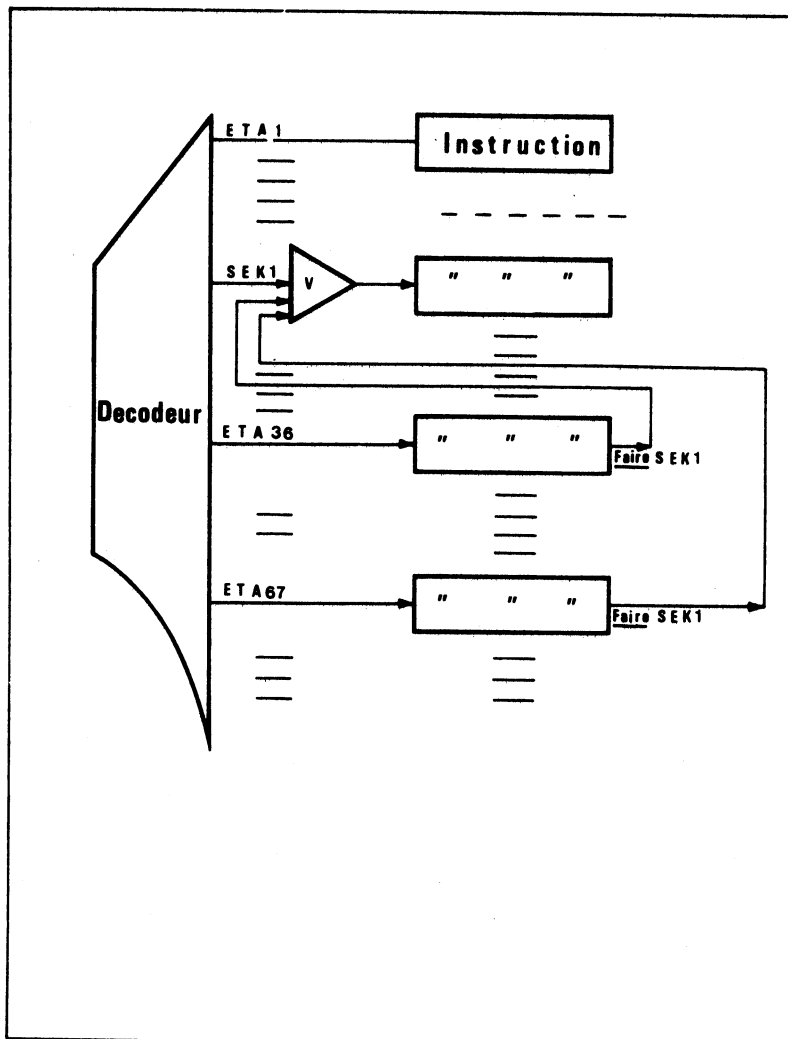 ETA1
Instruction
SEK1
V
" " "
Decodeur
ETA36
" " "
Faire SEK1
ETA67
" " "
Faire SEK1